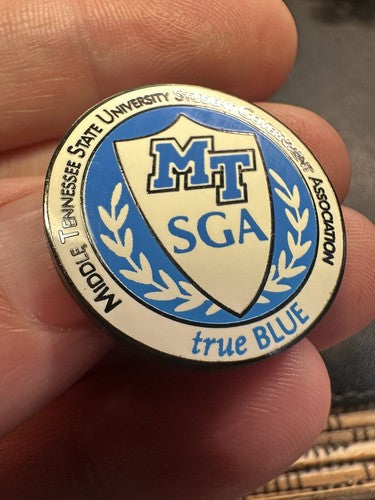 Middle Tennessee State University Student Government Association
MT
SGA
true BLUE